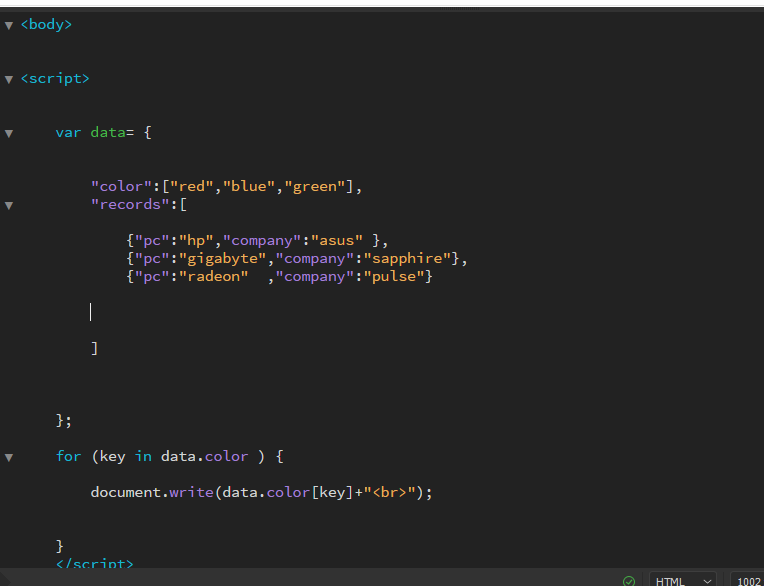 <body>
<script>
var data= {
"color":["red","blue","green"],
"records":[
{"pc":"hp","company":"asus" },
{"pc":"gigabyte","company":"sapphire"},
{"pc":"radeon"  ,"company":"pulse"}
]
};
for (key in data.color ) {
document.write(data.color[key]+"<br>");
}
</script>
HTML
1002